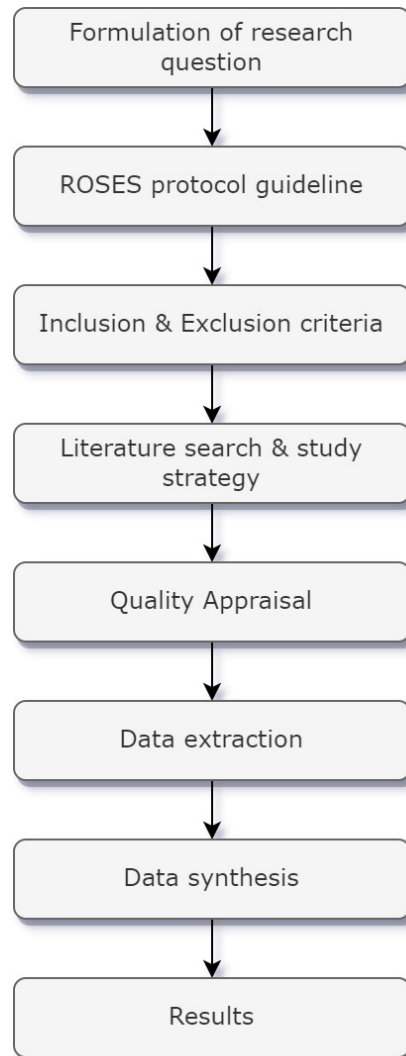 Formulation of research
question
ROSES protocol guideline
Inclusion & Exclusion criteria
Literature search & study
strategy
Quality Appraisal
Data extraction
Data synthesis
Results